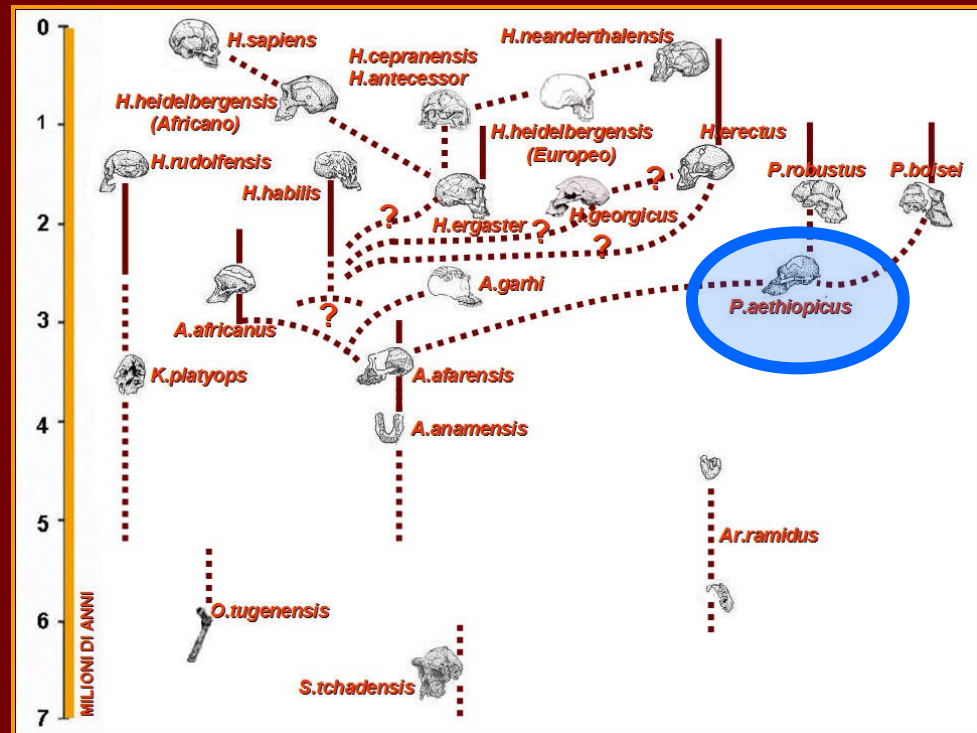 0
H.sapiens
H.neanderthalensis
H.cepranensis
H.antecessor
H.heidelbergensis
(Africano)
1
H.heidelbergensis
(Europeo)
H.erectus
H.rudolfensis
H.habilis
P.robustus
P.boisei
?
2
?
H.ergaster
?
H.georgicus
?
A.garhi
P.aethiopicus
3
?
A.africanus
K.platyops
A.afarensis
4
A.anamensis
5
Ar.ramidus
O.tugenensis
6
S.tchadensis
7
MILIONI DI ANNI